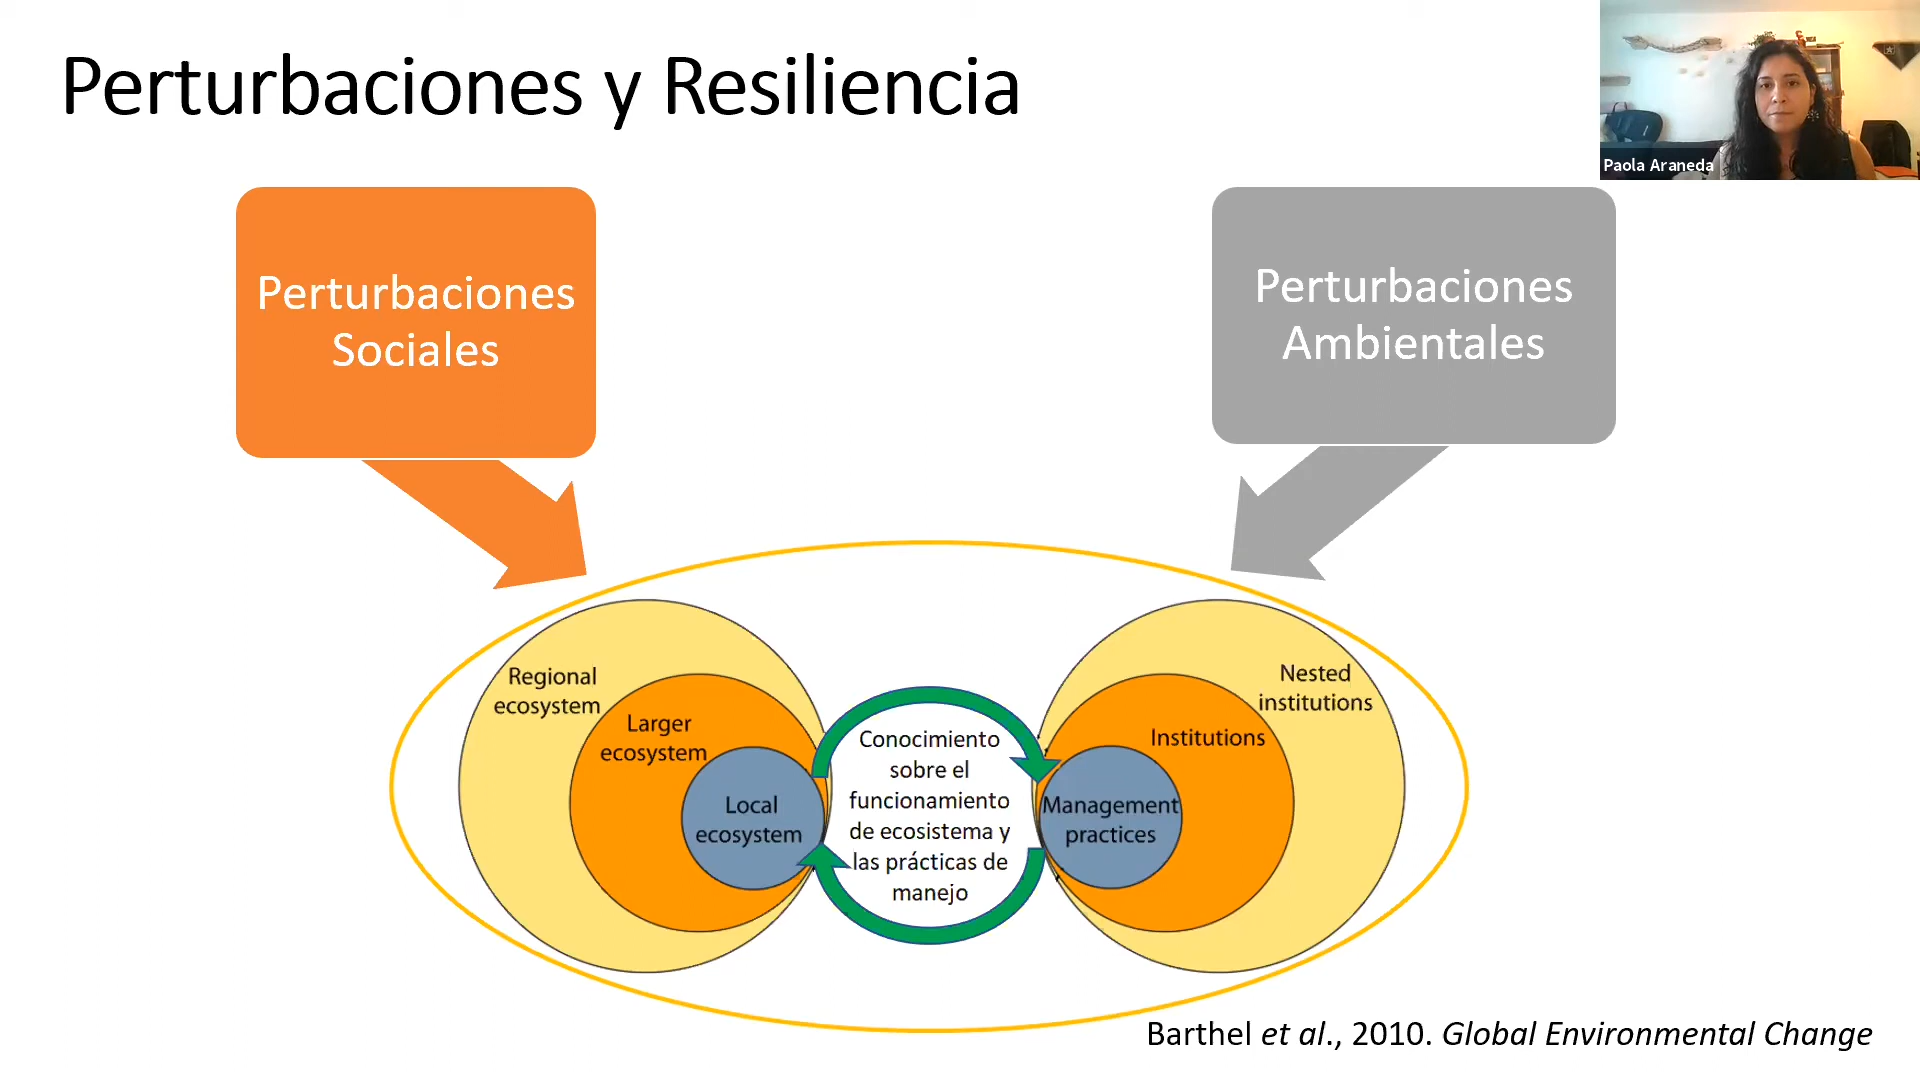 Perturbaciones y Resiliencia
Paola Araneda
Perturbaciones
Sociales
Perturbaciones
Ambientales
Regional
ecosystem
Larger
ecosystem
Local
ecosystem
Conocimiento
sobre el
funcionamiento
de ecosistema y
las prácticas de
manejo
Management
practices
Institutions
Nested
institutions
Barthel et al., 2010. Global Environmental Change